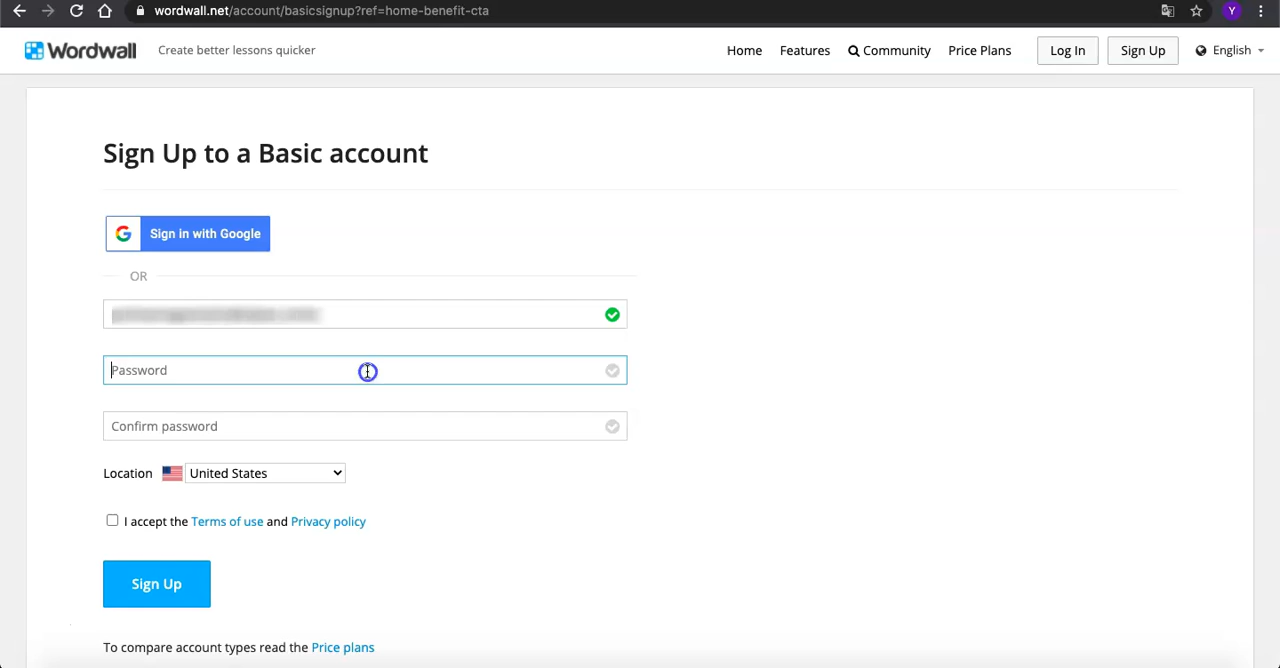 wordwall.net/account/basicsignup?ref=home-benefit-cta
Y
Wordwall
Create better lessons quicker
Home
Features
Community
Price Plans
Log In
Sign Up
English
Sign Up to a Basic account
G
Sign in with Google
OR
Password
Confirm password
Location
United States
I accept the Terms of use and Privacy policy
Sign Up
To compare account types read the Price plans